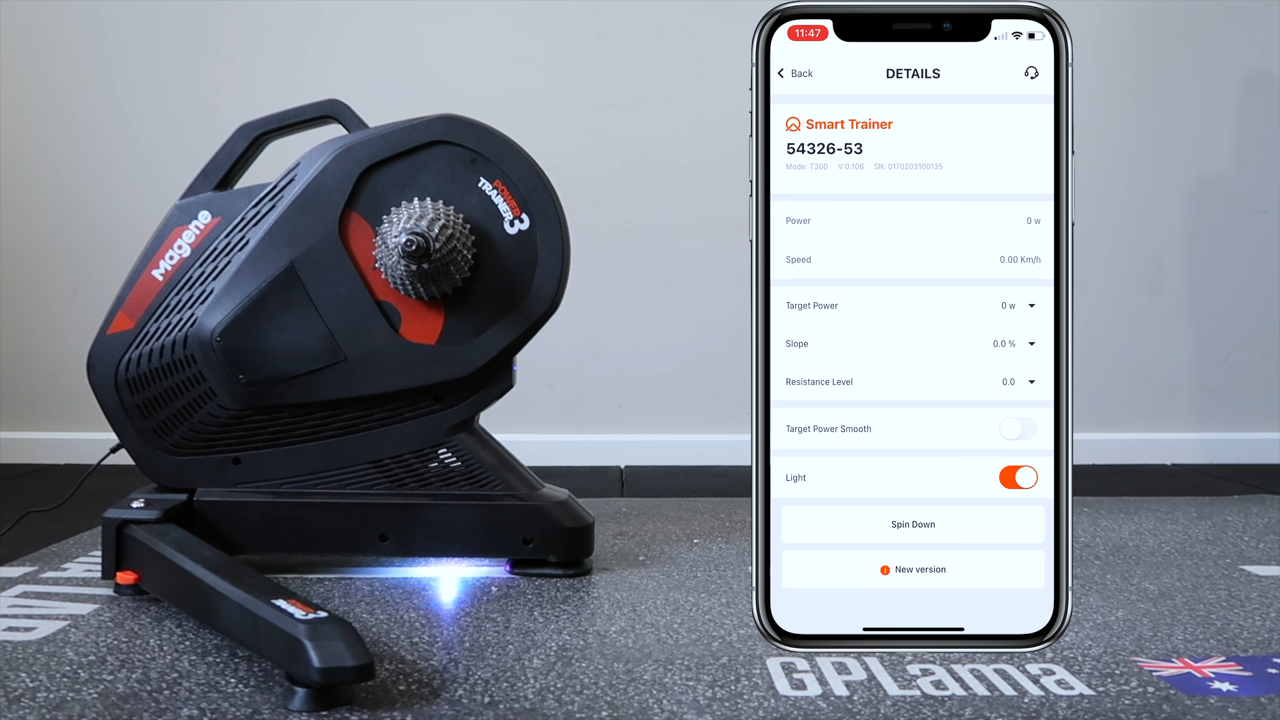 Magene
POWER
TRAINER
3
11:47
Back
DETAILS
Smart Trainer
54326-53
Mode: T300 V:0.106 SN: 0170203100135
Power 0 w
Speed 0.00 Km/h
Target Power 0 w
Slope 0.0 %
Resistance Level 0.0
Target Power Smooth
Light
Spin Down
New version
GPLama